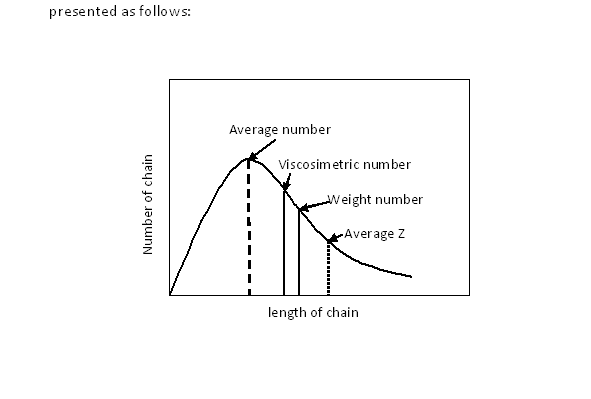 presented as follows:
Average number
Viscosimetric number
Weight number
Average Z
Number of chain
length of chain